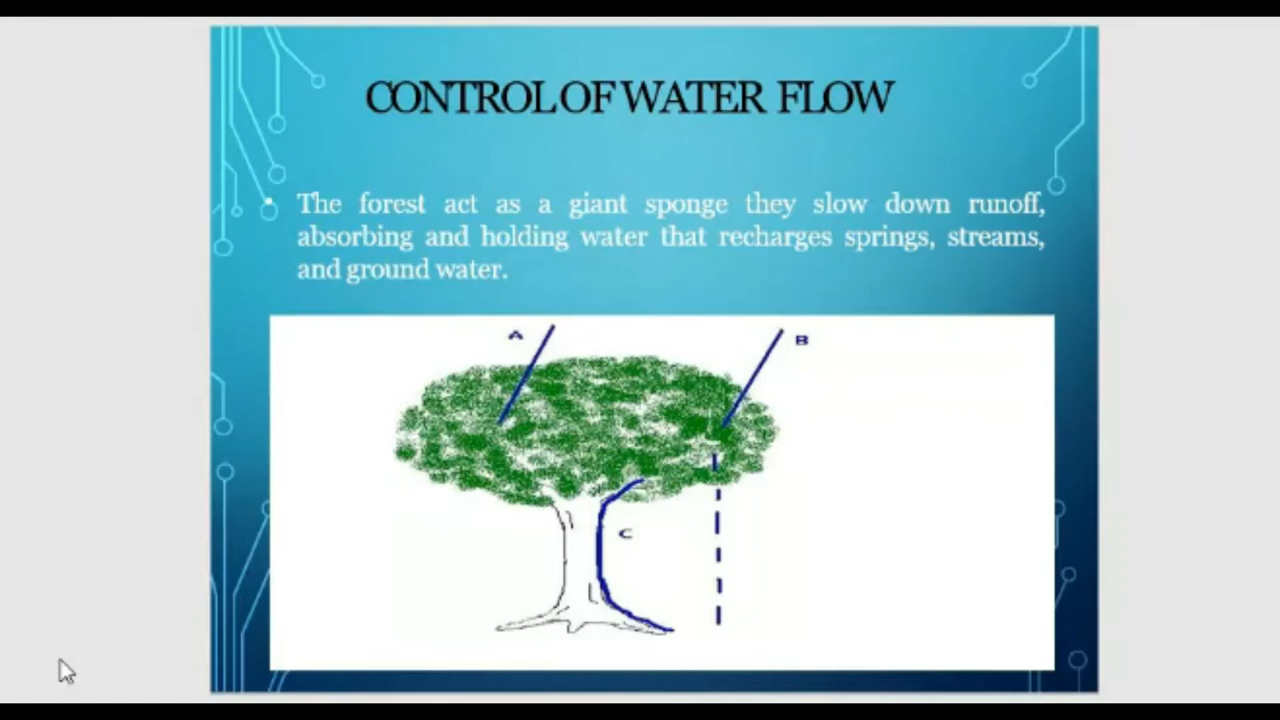 CONTROL OF WATER FLOW
The forest act as a giant sponge they slow down runoff,
absorbing and holding water that recharges springs, streams,
and ground water.
A
B
C